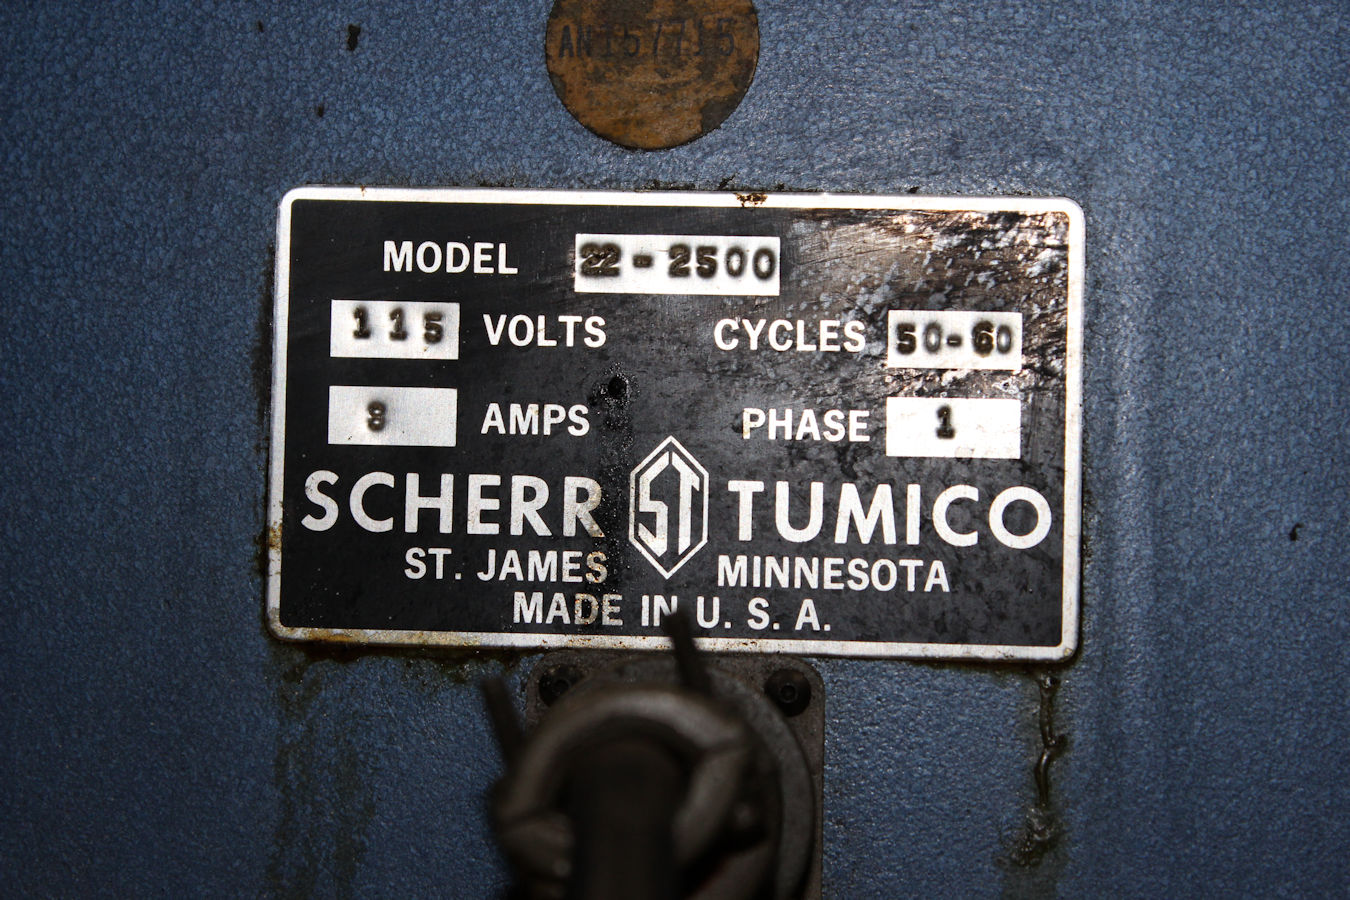 AN157715
MODEL 22-2500
115 VOLTS CYCLES 50-60
8 AMPS PHASE 1
SCHERR ST TUMICO
ST. JAMES MINNESOTA
MADE IN U. S. A.